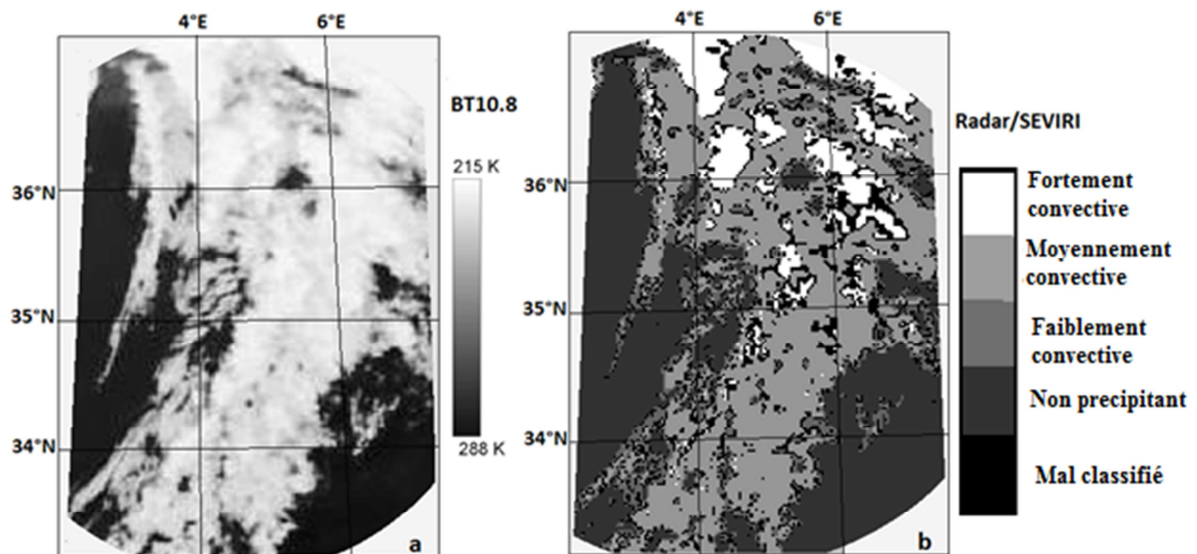 4°E 6°E
BT10.8
215 K
288 K
36°N
35°N
34°N
a
4°E 6°E
Radar/SEVIRI
Fortement
convective
Moyennement
convective
Faiblement
convective
Non precipitant
Mal classifié
36°N
35°N
34°N
b